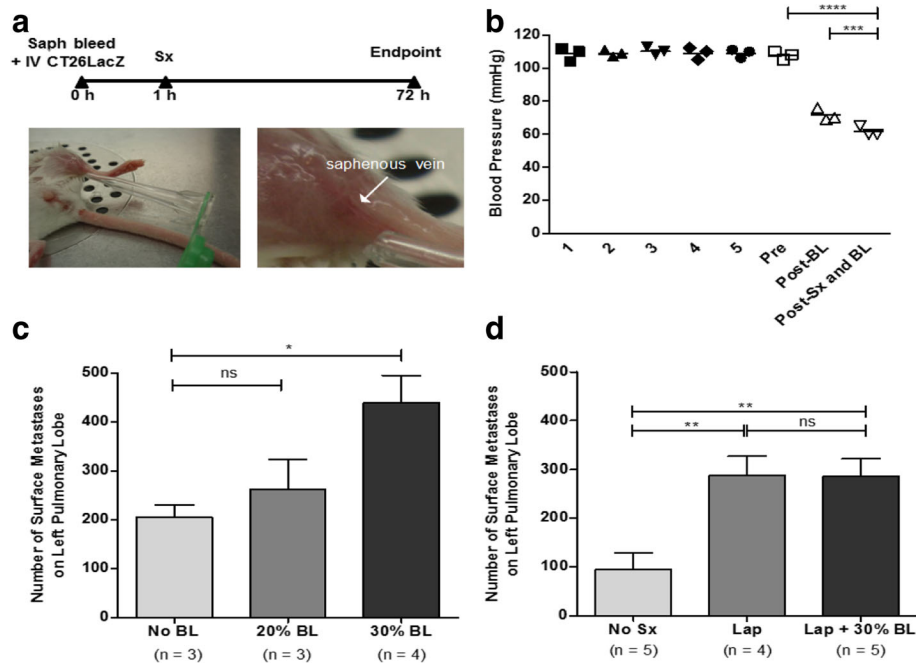 a
Saph bleed
+ IV CT26LacZ
Sx
Endpoint
0 h
1 h
72 h
saphenous vein
b
****
***
Blood Pressure (mmHg)
120
100
80
60
40
20
0
1
2
3
4
5
Pre
Post-BL
Post-Sx and BL
c
*
ns
Number of Surface Metastases
on Left Pulmonary Lobe
500
400
300
200
100
0
No BL
20% BL
30% BL
(n = 3)
(n = 3)
(n = 4)
d
**
**
ns
Number of Surface Metastases
on Left Pulmonary Lobe
500
400
300
200
100
0
No Sx
Lap
Lap + 30% BL
(n = 5)
(n = 4)
(n = 5)